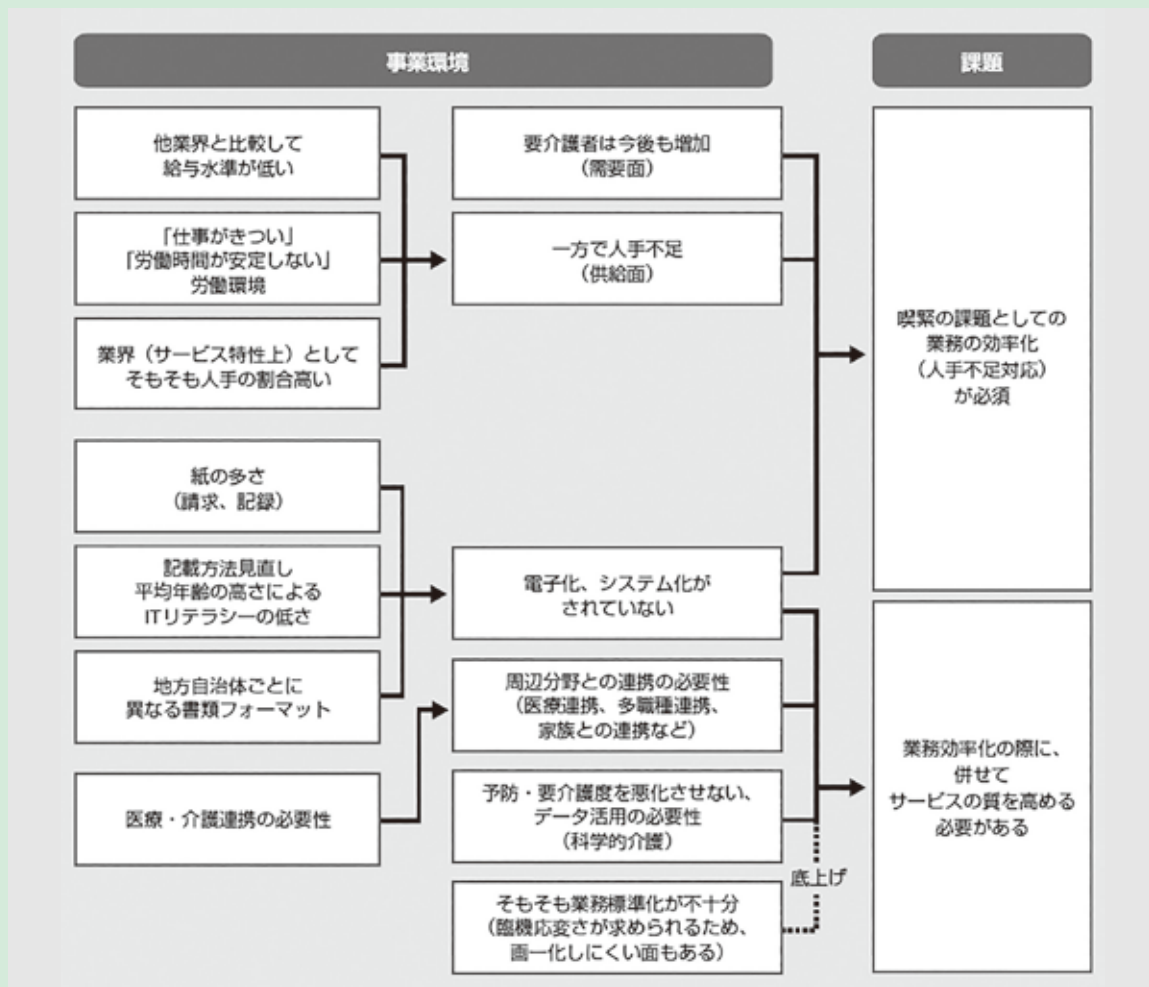 事業環境
課題
他業界と比較して
給与水準が低い
「仕事がきつい」
「労働時間が安定しない」
労働環境
業界（サービス特性上）として
そもそも人手の割合高い
紙の多さ
（請求、記録）
記載方法見直し
平均年齢の高さによる
ITリテラシーの低さ
地方自治体ごとに
異なる書類フォーマット
医療・介護連携の必要性
要介護者は今後も増加
（需要面）
一方で人手不足
（供給面）
電子化、システム化が
されていない
周辺分野との連携の必要性
（医療連携、多職種連携、
家族との連携など）
予防・要介護度を悪化させない、
データ活用の必要性
（科学的介護）
そもそも業務標準化が不十分
（臨機応変さが求められるため、
画一化しにくい面もある）
底上げ
喫緊の課題としての
業務の効率化
（人手不足対応）
が必須
業務効率化の際に、
併せて
サービスの質を高める
必要がある